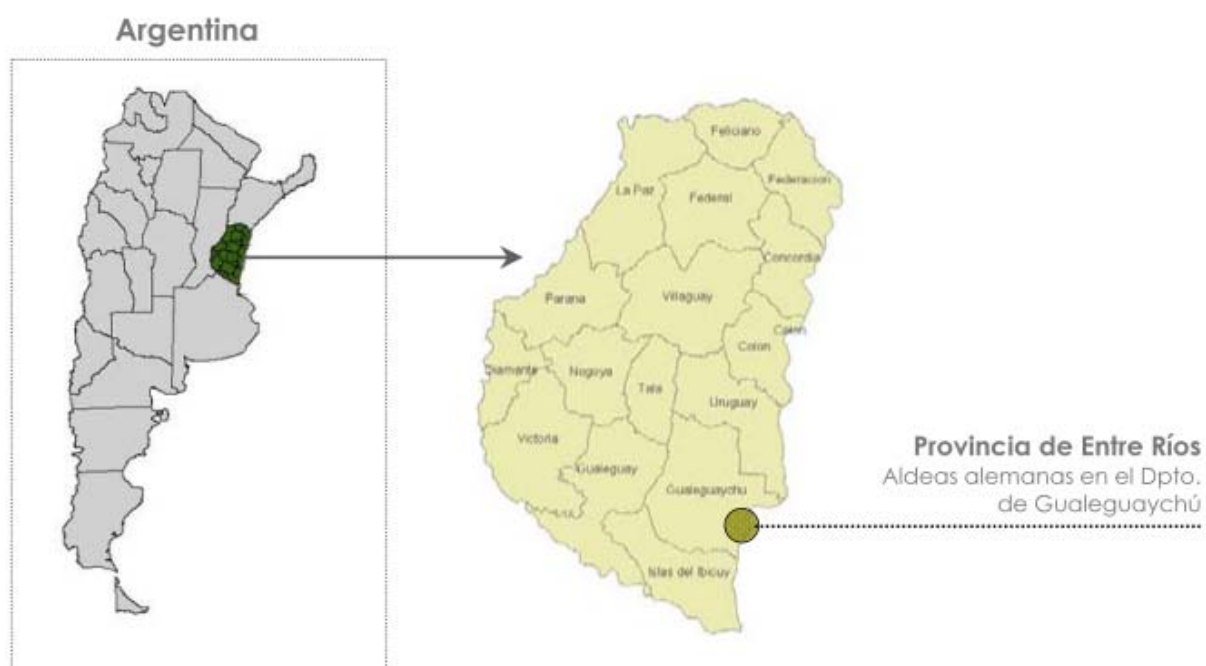 Argentina
Feliciano
La Paz
Federal
Federacion
Concordia
Parana
Villaguay
Colon
Colon
Diamante
Nogoya
Tala
Uruguay
Victoria
Gualeguay
Gualeguaychu
Islas del Ibicuy
Provincia de Entre Ríos
Aldeas alemanas en el Dpto.
de Gualeguaychú